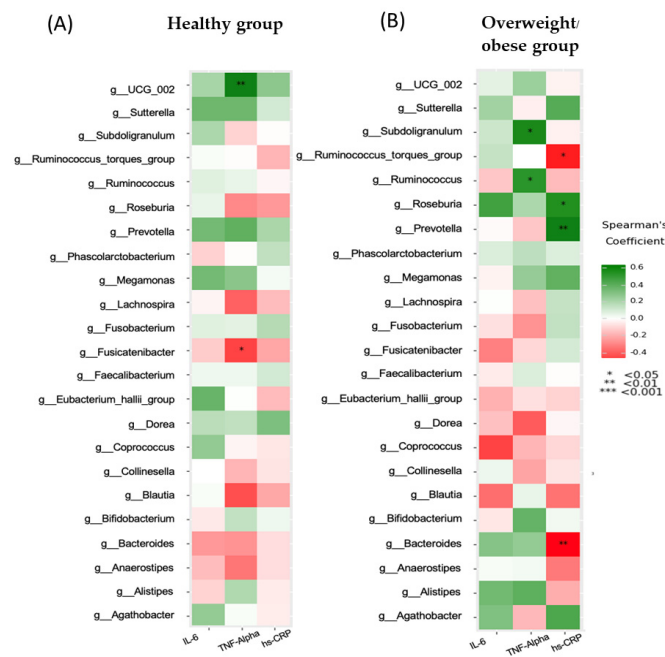 (A)
Healthy group
g__UCG_002
**
g__Sutterella
g__Subdoligranulum
g__Ruminococcus_torques_group
g__Ruminococcus
g__Roseburia
g__Prevotella
g__Phascolarctobacterium
g__Megamonas
g__Lachnospira
g__Fusobacterium
g__Fusicatenibacter
*
g__Faecalibacterium
g__Eubacterium_hallii_group
g__Dorea
g__Coprococcus
g__Collinesella
g__Blautia
g__Bifidobacterium
g__Bacteroides
g__Anaerostipes
g__Alistipes
g__Agathobacter
IL-6
TNF-Alpha
hs-CRP
(B)
Overweight/
obese group
g__UCG_002
g__Sutterella
g__Subdoligranulum
*
g__Ruminococcus_torques_group
*
g__Ruminococcus
*
g__Roseburia
*
g__Prevotella
**
g__Phascolarctobacterium
g__Megamonas
g__Lachnospira
g__Fusobacterium
g__Fusicatenibacter
g__Faecalibacterium
g__Eubacterium_hallii_group
g__Dorea
g__Coprococcus
g__Collinesella
g__Blautia
g__Bifidobacterium
g__Bacteroides
**
g__Anaerostipes
g__Alistipes
g__Agathobacter
IL-6
TNF-Alpha
hs-CRP
Spearman's
Coefficient
0.6
0.4
0.2
0.0
-0.2
-0.4
* <0.05
** <0.01
*** <0.001